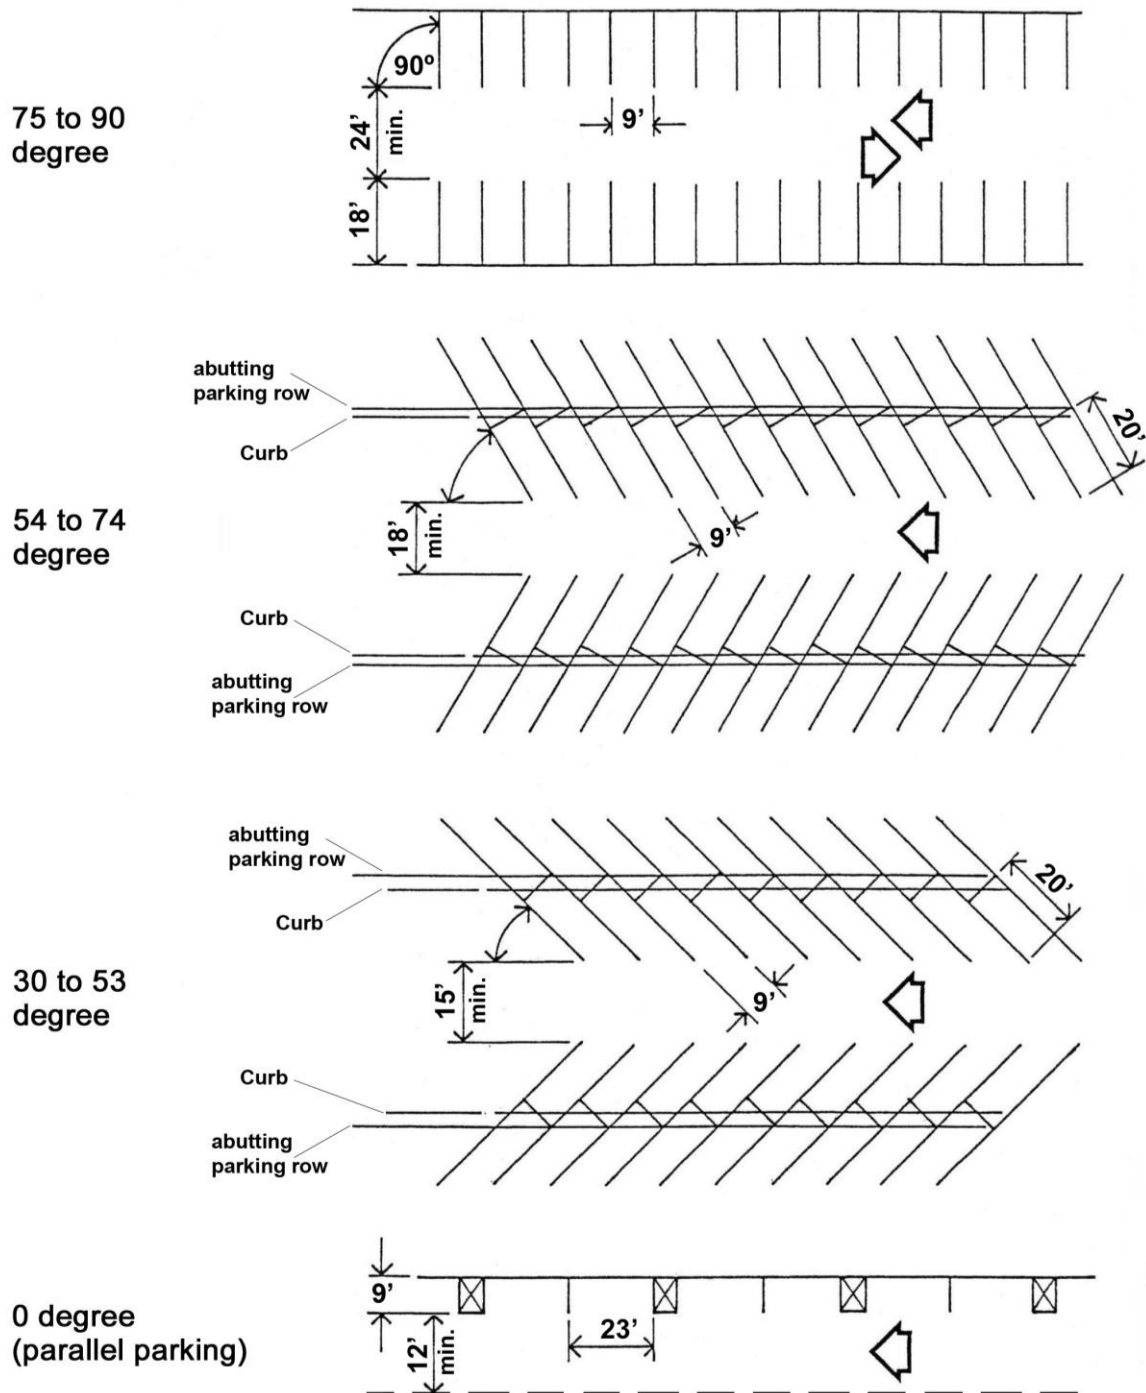 75 to 90
degree
90º
24'
min.
18'
9'
54 to 74
degree
abutting
parking row
Curb
20'
18'
min.
9'
Curb
abutting
parking row
30 to 53
degree
abutting
parking row
Curb
20'
15'
min.
9'
Curb
abutting
parking row
0 degree
(parallel parking)
9'
12'
min.
23'